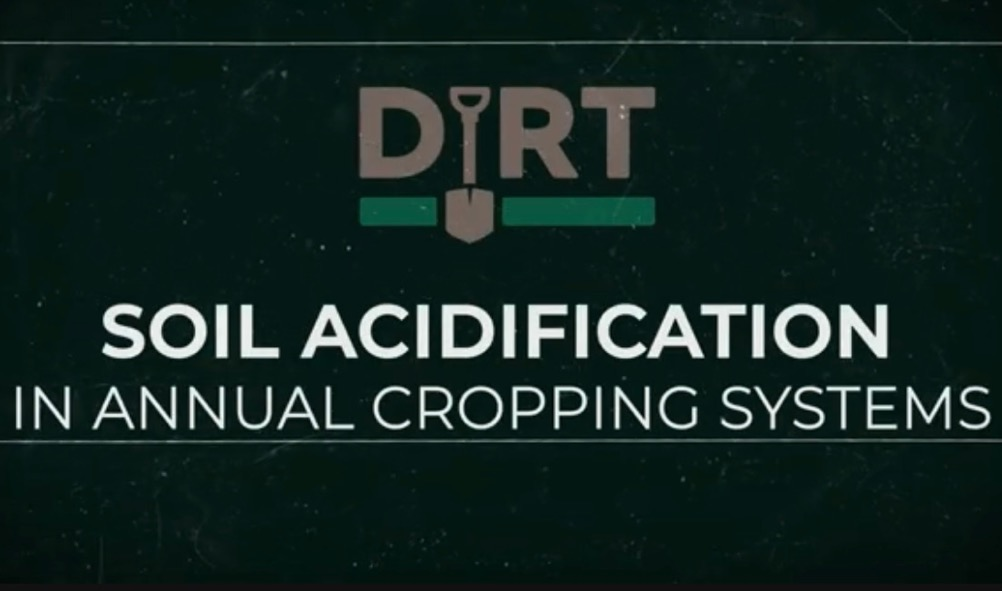 DIRT
SOIL ACIDIFICATION
IN ANNUAL CROPPING SYSTEMS